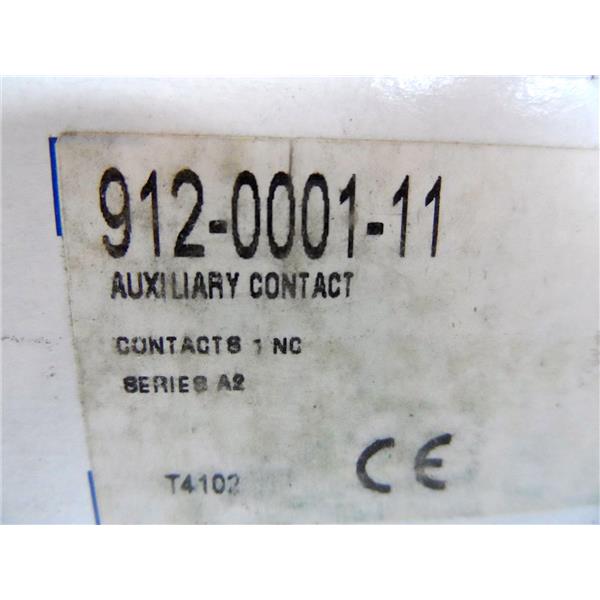 912-0001-11
AUXILIARY CONTACT
CONTACTS 1 NC
SERIES A2
T4102 CE